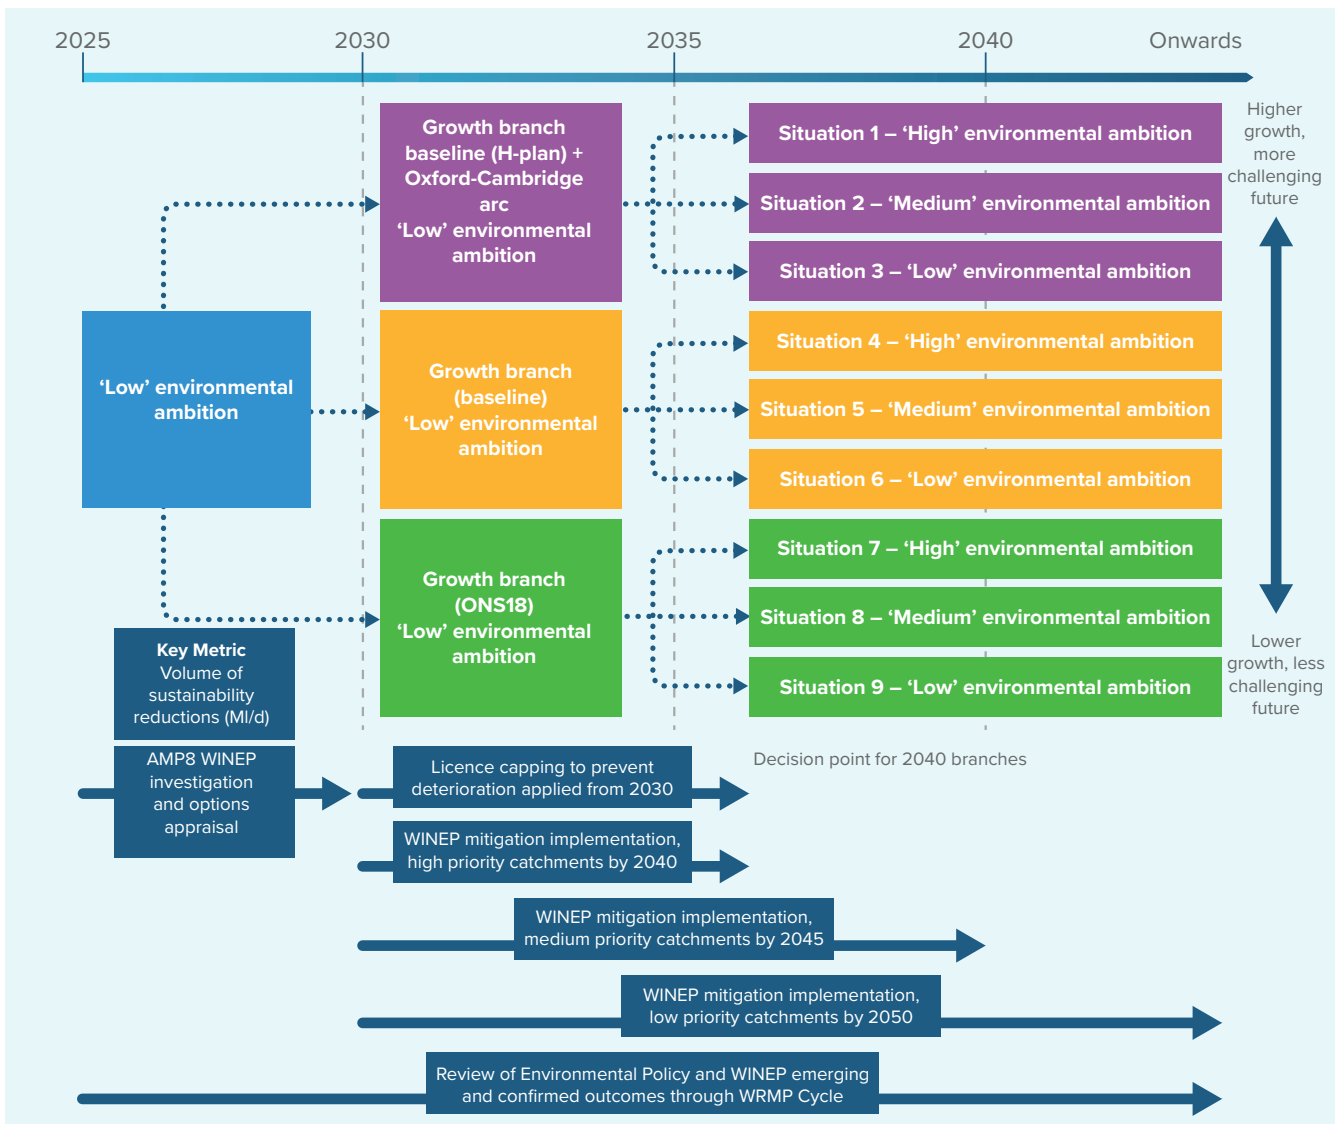 2025
2030
2035
2040
Onwards
Growth branch
baseline (H-plan) +
Oxford-Cambridge
arc
‘Low’ environmental
ambition
Situation 1 – ‘High’ environmental ambition
Situation 2 – ‘Medium’ environmental ambition
Situation 3 – ‘Low’ environmental ambition
Higher
growth,
more
challenging
future
‘Low’ environmental
ambition
Growth branch
(baseline)
‘Low’ environmental
ambition
Situation 4 – ‘High’ environmental ambition
Situation 5 – ‘Medium’ environmental ambition
Situation 6 – ‘Low’ environmental ambition
Growth branch
(ONS18)
‘Low’ environmental
ambition
Situation 7 – ‘High’ environmental ambition
Situation 8 – ‘Medium’ environmental ambition
Situation 9 – ‘Low’ environmental ambition
Lower
growth, less
challenging
future
Key Metric
Volume of
sustainability
reductions (Ml/d)
AMP8 WINEP
investigation
and options
appraisal
Licence capping to prevent
deterioration applied from 2030
Decision point for 2040 branches
WINEP mitigation implementation,
high priority catchments by 2040
WINEP mitigation implementation,
medium priority catchments by 2045
WINEP mitigation implementation,
low priority catchments by 2050
Review of Environmental Policy and WINEP emerging
and confirmed outcomes through WRMP Cycle